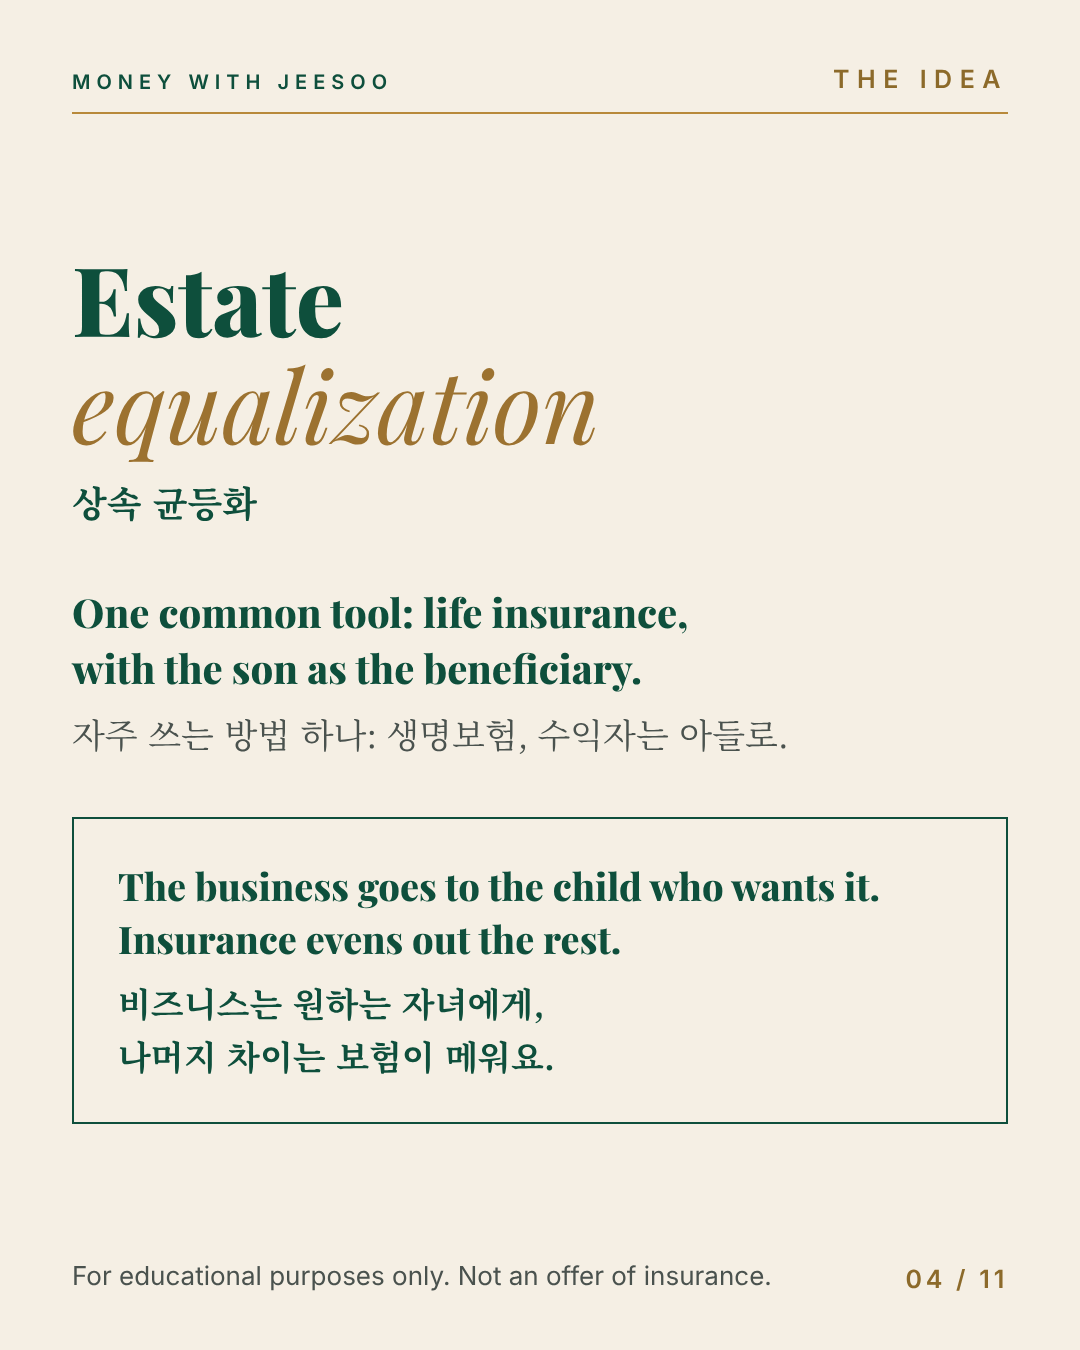 MONEY WITH JEESOO
THE IDEA
Estate
equalization
상속 균등화
One common tool: life insurance,
with the son as the beneficiary.
자주 쓰는 방법 하나: 생명보험, 수익자는 아들로.
The business goes to the child who wants it.
Insurance evens out the rest.
비즈니스는 원하는 자녀에게,
나머지 차이는 보험이 메워요.
For educational purposes only. Not an offer of insurance.
04 / 11